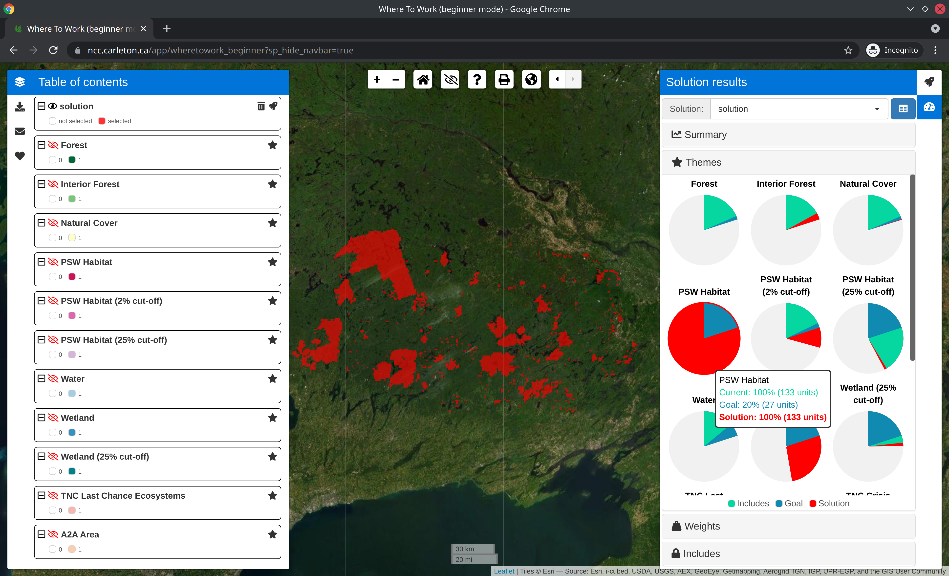 Where To Work (beginner mode) - Google Chrome
Where To Work (beginner m
ncc.carleton.ca/app/wheretowork_beginner?sp_hide_navbar=true
Incognito
Table of contents
solution
not selected selected
Forest
0 1
Interior Forest
0 1
Natural Cover
0 1
PSW Habitat
0 1
PSW Habitat (2% cut-off)
0 1
PSW Habitat (25% cut-off)
0 1
Water
0 1
Wetland
0 1
Wetland (25% cut-off)
0 1
TNC Last Chance Ecosystems
0 1
A2A Area
0 1
+ −
?
30 km
20 mi
Solution results
Solution: solution
Summary
Themes
Forest Interior Forest Natural Cover
PSW Habitat PSW Habitat (2% cut-off) PSW Habitat (25% cut-off)
PSW Habitat
Current: 100% (133 units)
Goal: 20% (27 units)
Solution: 100% (133 units)
Water Wetland (25% cut-off)
TNC Last TNC Crisis
Includes Goal Solution
Weights
Includes
Leaflet | Tiles © Esri — Source: Esri, i-cubed, USDA, USGS, AEX, GeoEye, Getmapping, Aerogrid, IGN, IGP, UPR-EGP, and the GIS User Community